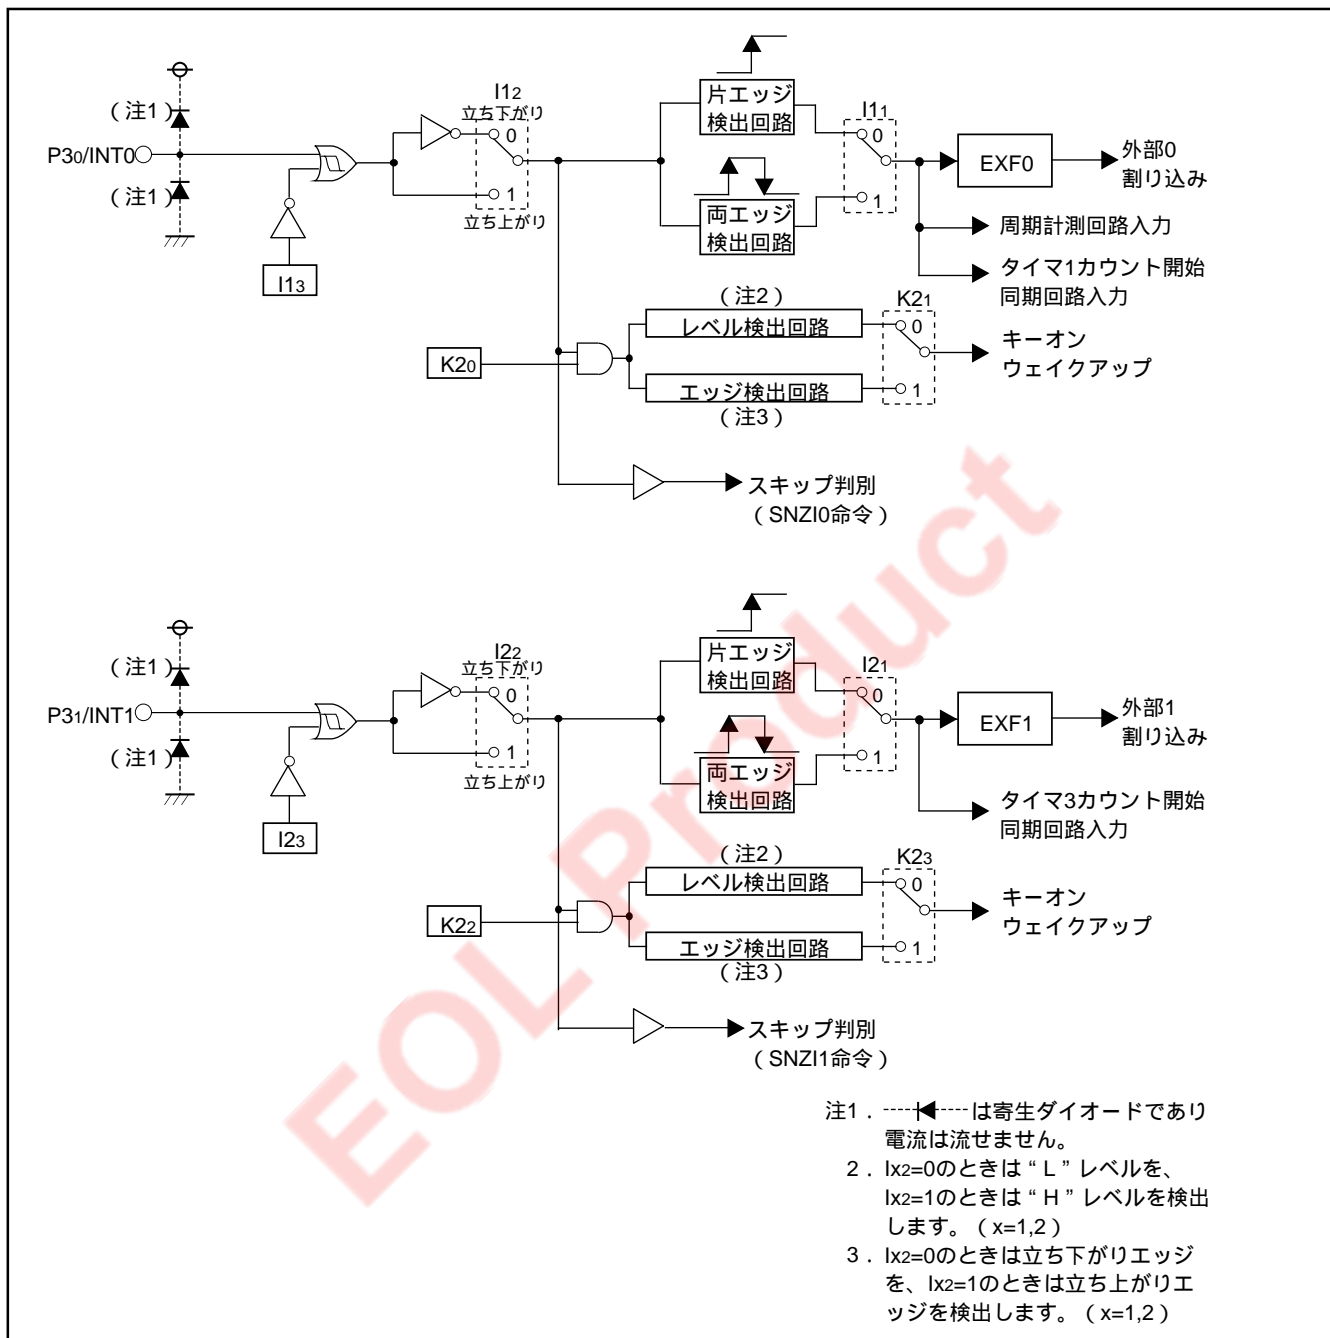 I12
立ち下がり
(注1)
0
P30/INT0
(注1)
1
立ち上がり
I13
片エッジ
検出回路
両エッジ
検出回路
I11
0
1
EXF0
外部0
割り込み
周期計測回路入力
タイマ1カウント開始
同期回路入力
(注2)
レベル検出回路
K20
エッジ検出回路
(注3)
K21
0
1
キーオン
ウェイクアップ
スキップ判別
(SNZI0命令)
I22
立ち下がり
(注1)
0
P31/INT1
(注1)
1
立ち上がり
I23
片エッジ
検出回路
両エッジ
検出回路
I21
0
1
EXF1
外部1
割り込み
タイマ3カウント開始
同期回路入力
(注2)
レベル検出回路
K22
エッジ検出回路
(注3)
K23
0
1
キーオン
ウェイクアップ
スキップ判別
(SNZI1命令)
注1. は寄生ダイオードであり
電流は流せません。
2. Ix2=0のときは“L”レベルを、
Ix2=1のときは“H”レベルを検出
します。(x=1,2)
3. Ix2=0のときは立ち下がりエッジ
を、Ix2=1のときは立ち上がりエ
ッジを検出します。(x=1,2)
EOL Product